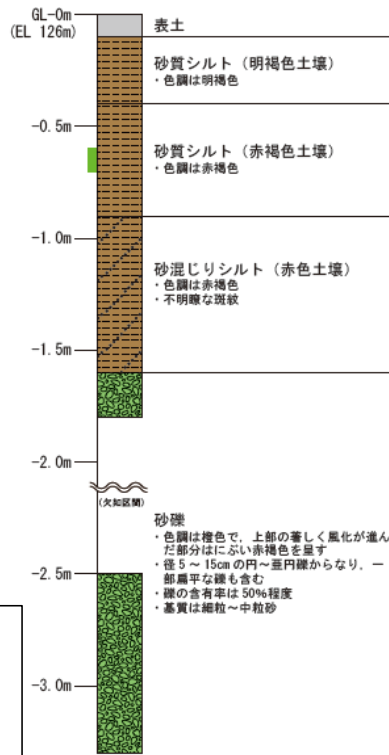 GL-0m
(EL 126m)
表土
砂質シルト（明褐色土壌）
・色調は明褐色
-0.5m
砂質シルト（赤褐色土壌）
・色調は赤褐色
-1.0m
砂混じりシルト（赤色土壌）
・色調は赤褐色
・不明瞭な斑紋
-1.5m
-2.0m
(欠如区間)
砂礫
・色調は橙色で，上部の著しく風化が進ん
だ部分はにぶい赤褐色を呈す
・径5～15cmの円～亜円礫からなり，一
部扁平な礫も含む
・礫の含有率は50%程度
・基質は細粒～中粒砂
-2.5m
-3.0m